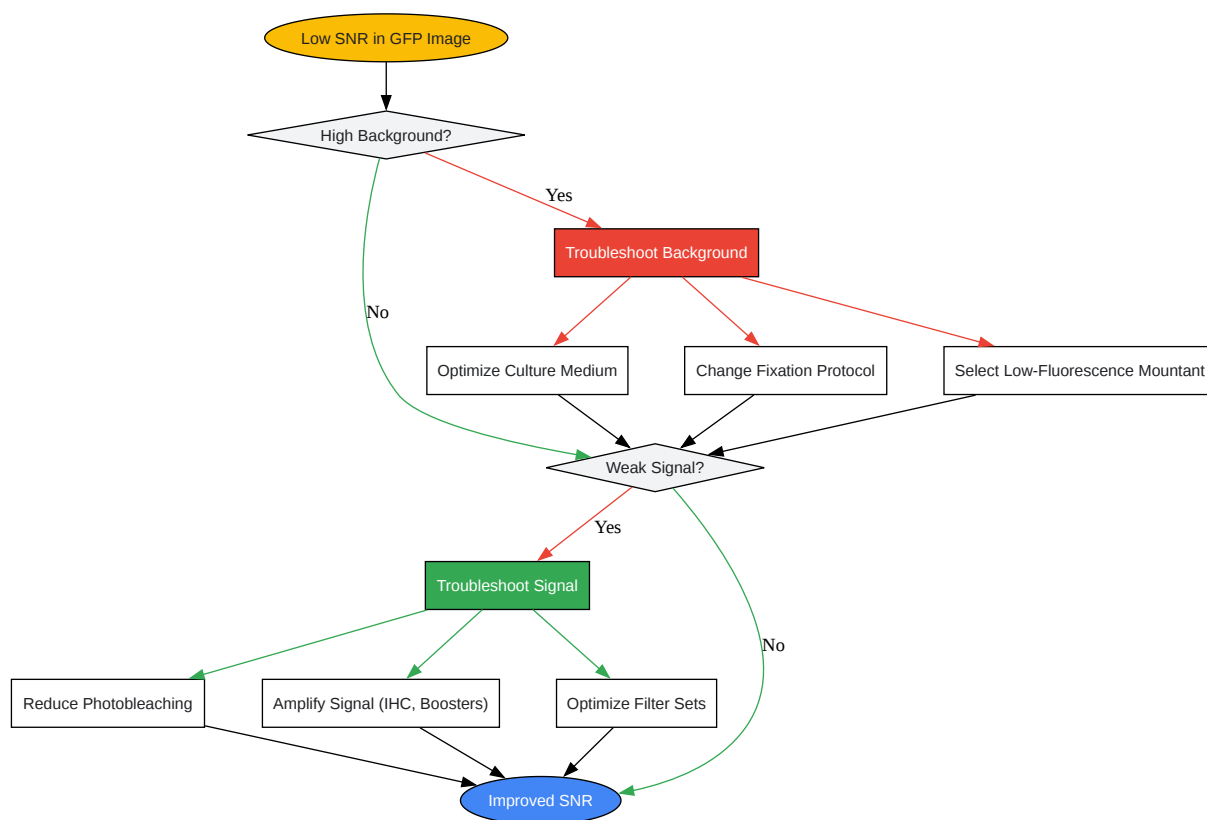 Low SNR in GFP Image
High Background?
Yes
Troubleshoot Background
No
Optimize Culture Medium
Change Fixation Protocol
Select Low-Fluorescence Mountant
Weak Signal?
Yes
Troubleshoot Signal
No
Reduce Photobleaching
Amplify Signal (IHC, Boosters)
Optimize Filter Sets
Improved SNR